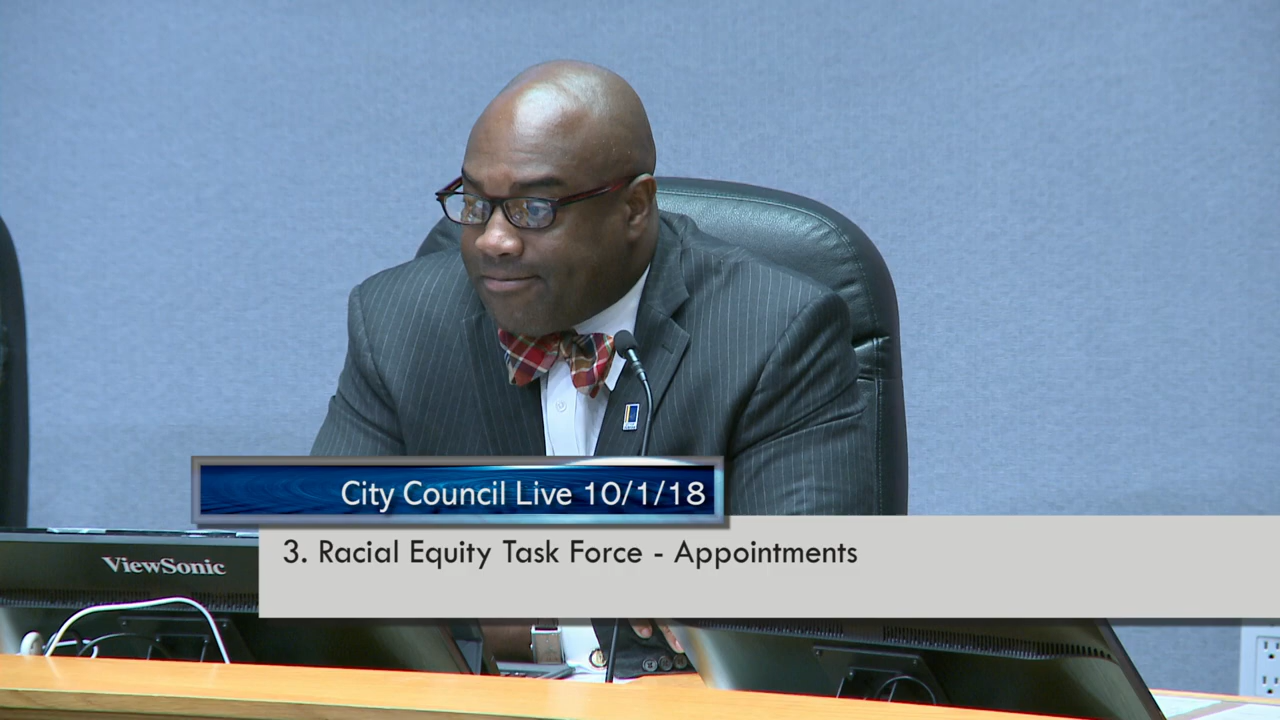 City Council Live 10/1/18
3. Racial Equity Task Force - Appointments
ViewSonic